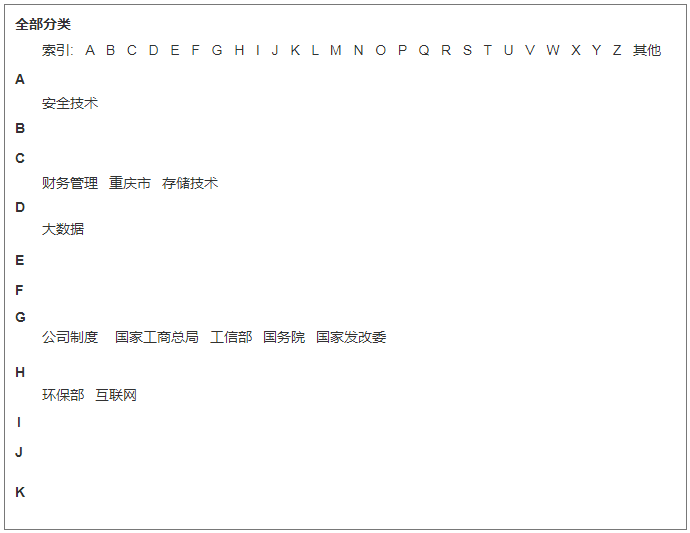 全部分类
索引: A B C D E F G H I J K L M N O P Q R S T U V W X Y Z 其他
A
安全技术
B
C
财务管理 重庆市 存储技术
D
大数据
E
F
G
公司制度 国家工商总局 工信部 国务院 国家发改委
H
环保部 互联网
I
J
K